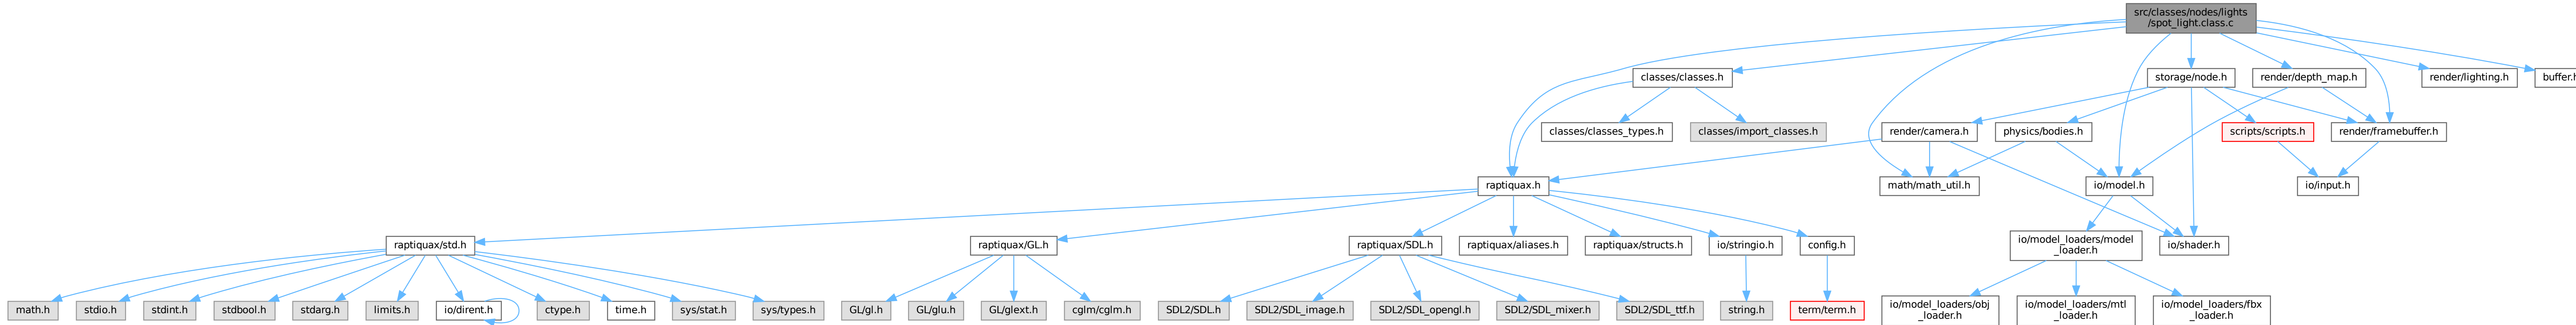 src/classes/nodes/lights
/spot_light.class.c
classes/classes.h
storage/node.h
render/depth_map.h
render/lighting.h
buffer.h
classes/classes_types.h
classes/import_classes.h
render/camera.h
physics/bodies.h
scripts/scripts.h
render/framebuffer.h
raptiquax.h
math/math_util.h
io/model.h
io/input.h
raptiquax/std.h
raptiquax/GL.h
raptiquax/SDL.h
raptiquax/aliases.h
raptiquax/structs.h
io/stringio.h
config.h
io/model_loaders/model
_loader.h
io/shader.h
math.h
stdio.h
stdint.h
stdbool.h
stdarg.h
limits.h
io/dirent.h
ctype.h
time.h
sys/stat.h
sys/types.h
GL/gl.h
GL/glu.h
GL/glext.h
cglm/cglm.h
SDL2/SDL.h
SDL2/SDL_image.h
SDL2/SDL_opengl.h
SDL2/SDL_mixer.h
SDL2/SDL_ttf.h
string.h
term/term.h
io/model_loaders/obj
_loader.h
io/model_loaders/mtl
_loader.h
io/model_loaders/fbx
_loader.h